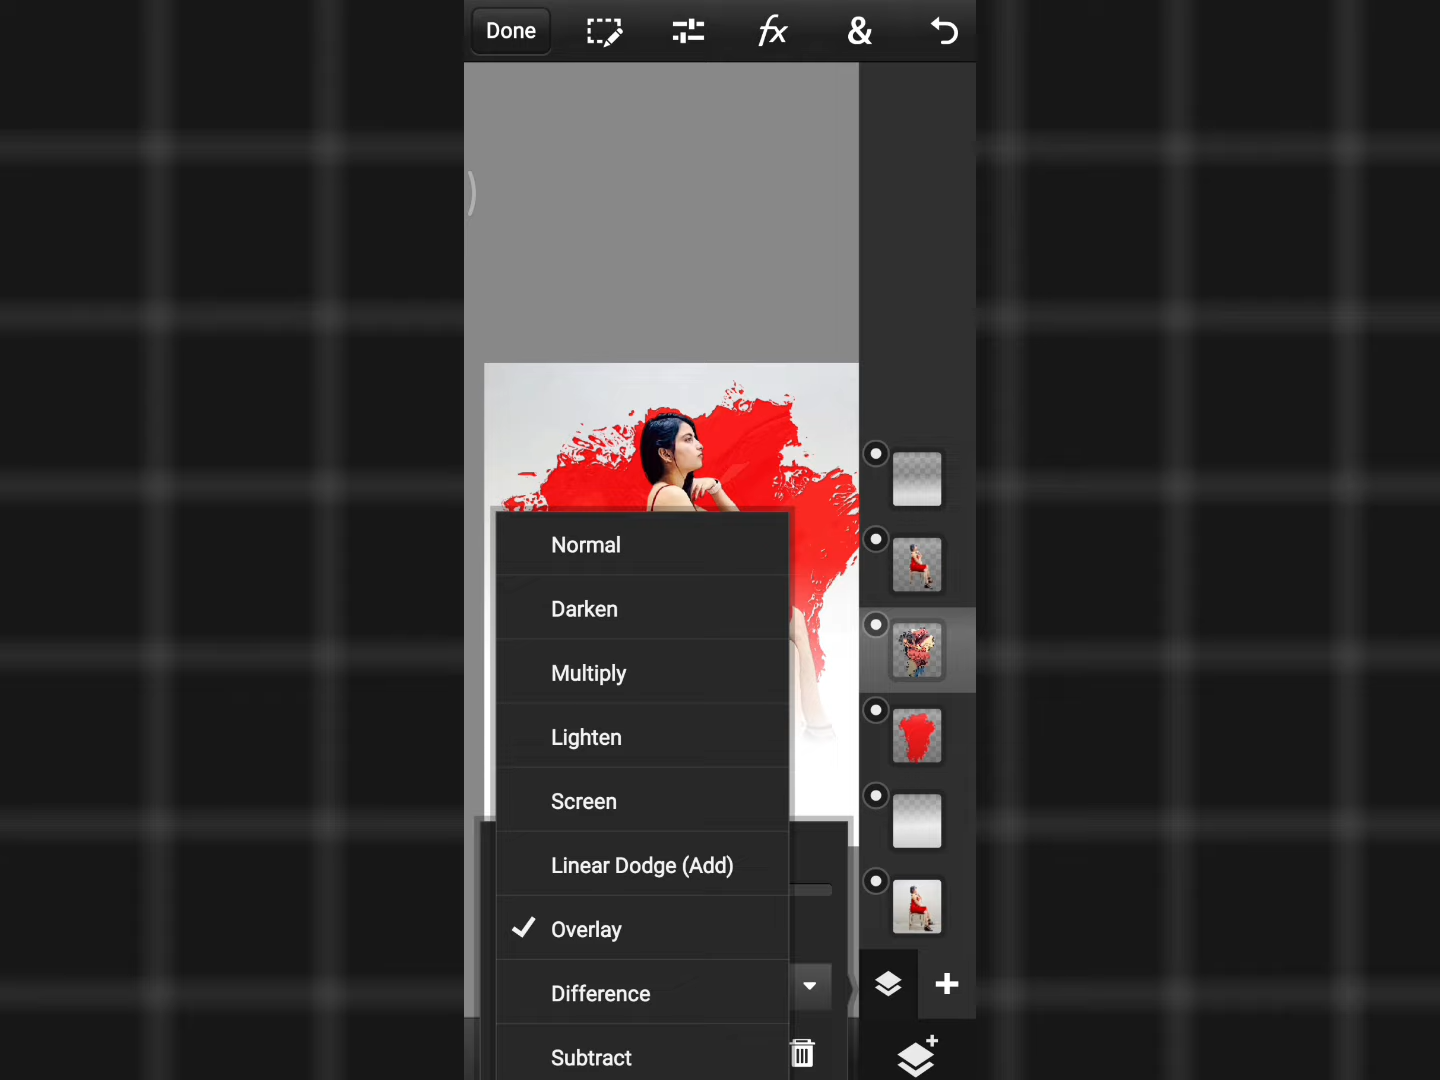 Done
fx
&
Normal
Darken
Multiply
Lighten
Screen
Linear Dodge (Add)
Overlay
Difference
Subtract